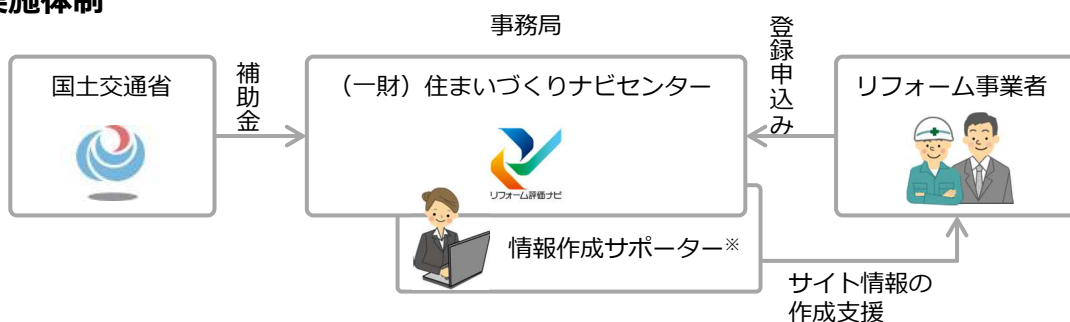 実施体制
事務局
国土交通省
補助金
（一財）住まいづくりナビセンター
リフォーム評価ナビ
登録申込み
リフォーム事業者
情報作成サポーター※
サイト情報の
作成支援